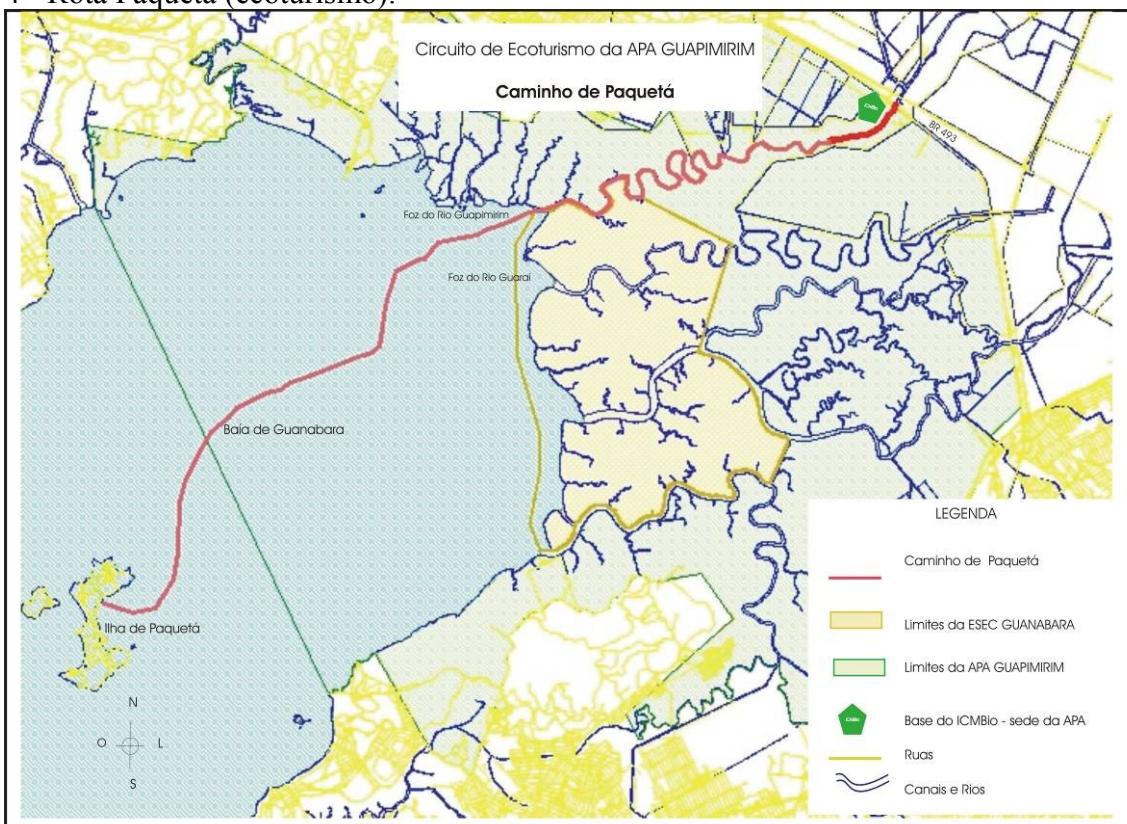 4 - Rota Paquetá (ecoturismo):
Circuito de Ecoturismo da APA GUAPIMIRIM
Caminho de Paquetá
ICMBio
BR 493
Foz do Rio Guapimirim
Foz do Rio Guaraí
Baía de Guanabara
Ilha de Paquetá
N
O
L
S
LEGENDA
Caminho de Paquetá
Limites da ESEC GUANABARA
Limites da APA GUAPIMIRIM
ICMBio
Base do ICMBio - sede da APA
Ruas
Canais e Rios